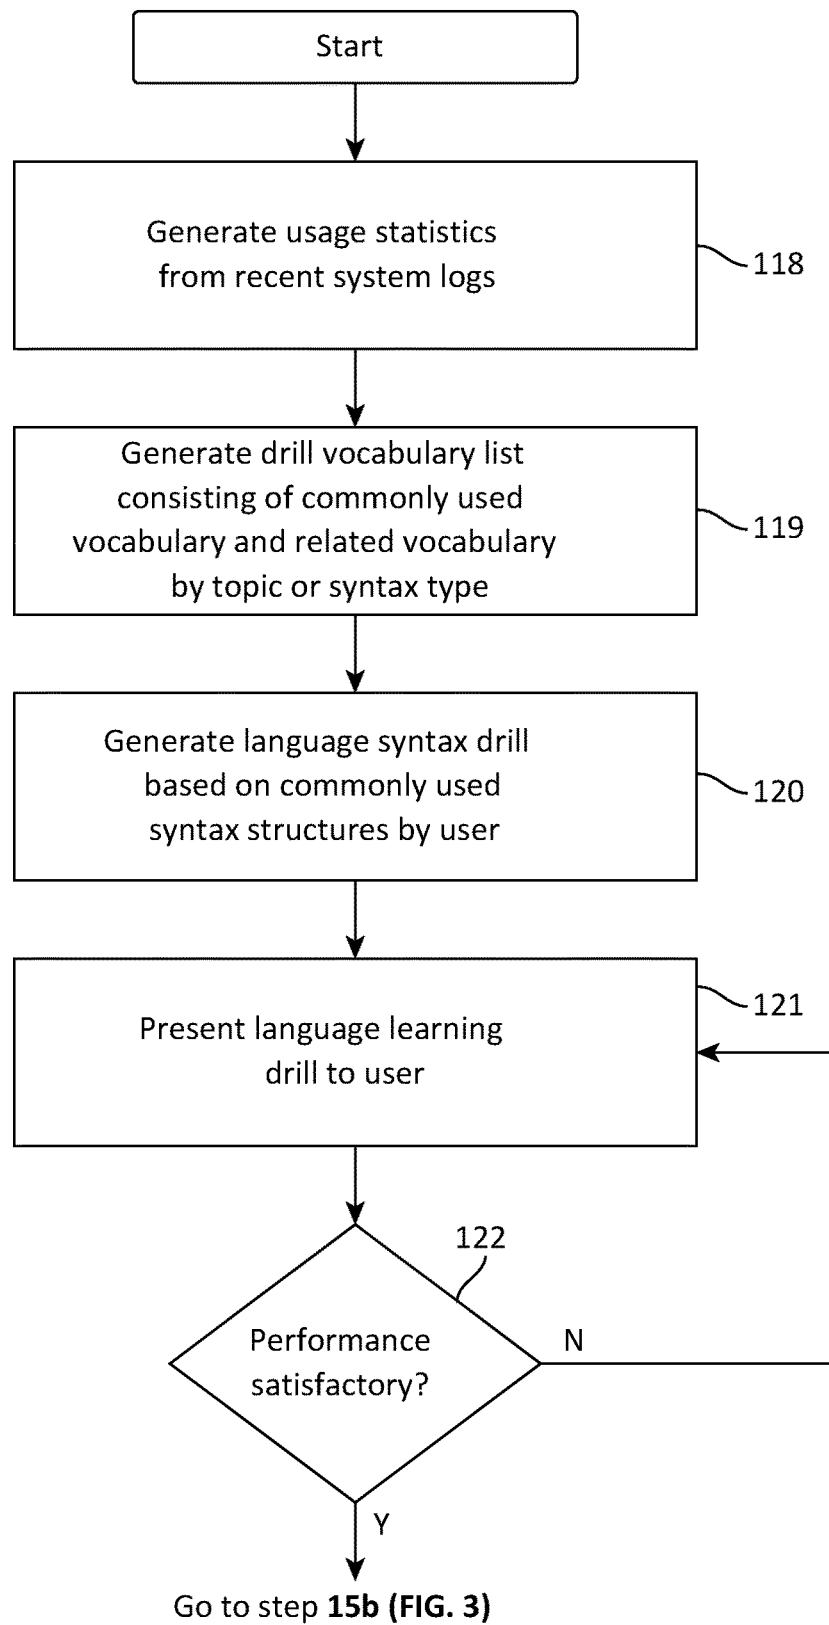 Start
Generate usage statistics
from recent system logs
118
Generate drill vocabulary list
consisting of commonly used
vocabulary and related vocabulary
by topic or syntax type
119
Generate language syntax drill
based on commonly used
syntax structures by user
120
Present language learning
drill to user
121
122
Performance
satisfactory?
N
Y
Go to step 15b (FIG. 3)